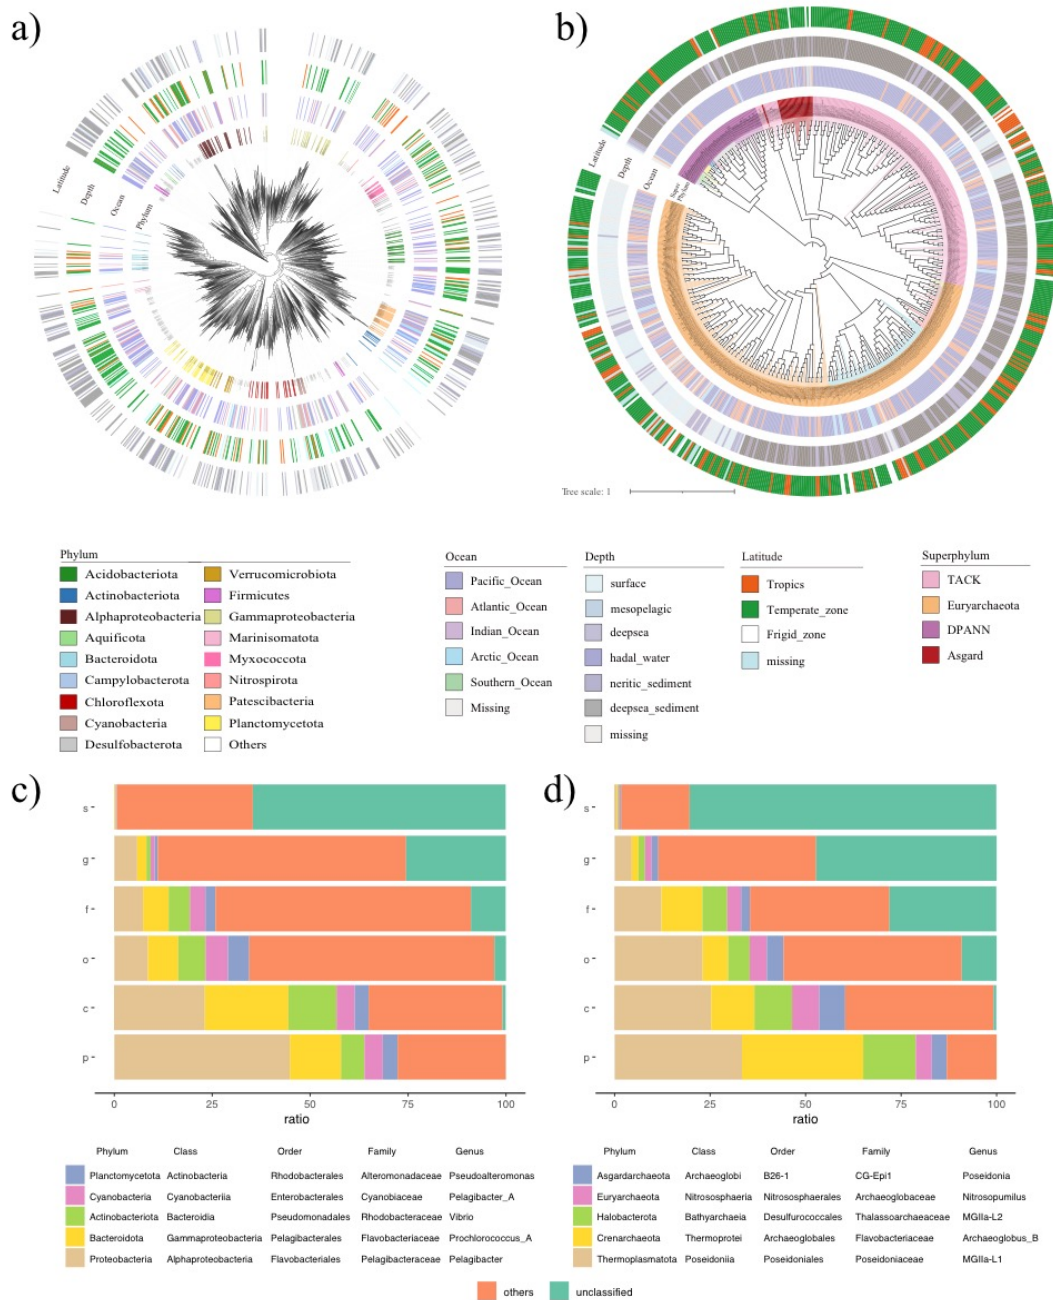 a)
b)
Latitude
Depth
Ocean
Phylum
Latitude
Depth
Ocean
Super
Phylum
Tree scale: 1
Phylum
Acidobacteriota
Actinobacteriota
Alphaproteobacteria
Aquificota
Bacteroidota
Campylobacterota
Chloroflexota
Cyanobacteria
Desulfobacterota
Verrucomicrobiota
Firmicutes
Gammaproteobacteria
Marinisomatota
Myxococcota
Nitrospirota
Patescibacteria
Planctomycetota
Others
Ocean
Pacific_Ocean
Atlantic_Ocean
Indian_Ocean
Arctic_Ocean
Southern_Ocean
Missing
Depth
surface
mesopelagic
deepsea
hadal_water
neritic_sediment
deepsea_sediment
missing
Latitude
Tropics
Temperate_zone
Frigid_zone
missing
Superphylum
TACK
Euryarchaeota
DPANN
Asgard
c)
s
g
f
o
c
p
0 25 50 75 100
ratio
d)
s
g
f
o
c
p
0 25 50 75 100
ratio
Phylum Class Order Family Genus
Planctomycetota Actinobacteria Rhodobacterales Alteromonadaceae Pseudoalteromonas
Cyanobacteria Cyanobacteriia Enterobacterales Cyanobiaceae Pelagibacter_A
Actinobacteriota Bacteroidia Pseudomonadales Rhodobacteraceae Vibrio
Bacteroidota Gammaproteobacteria Pelagibacterales Flavobacteriaceae Prochlorococcus_A
Proteobacteria Alphaproteobacteria Flavobacteriales Pelagibacteraceae Pelagibacter
Phylum Class Order Family Genus
Asgardarchaeota Archaeoglobi B26-1 CG-Epi1 Poseidonia
Euryarchaeota Nitrososphaeria Nitrososphaerales Archaeoglobaceae Nitrosopumilus
Halobacterota Bathyarchaeia Desulfurococcales Thalassoarchaeaceae MGIIa-L2
Crenarchaeota Thermoprotei Archaeoglobales Flavobacteriaceae Archaeoglobus_B
Thermoplasmatota Poseidoniia Poseidoniales Poseidoniaceae MGIIa-L1
others unclassified